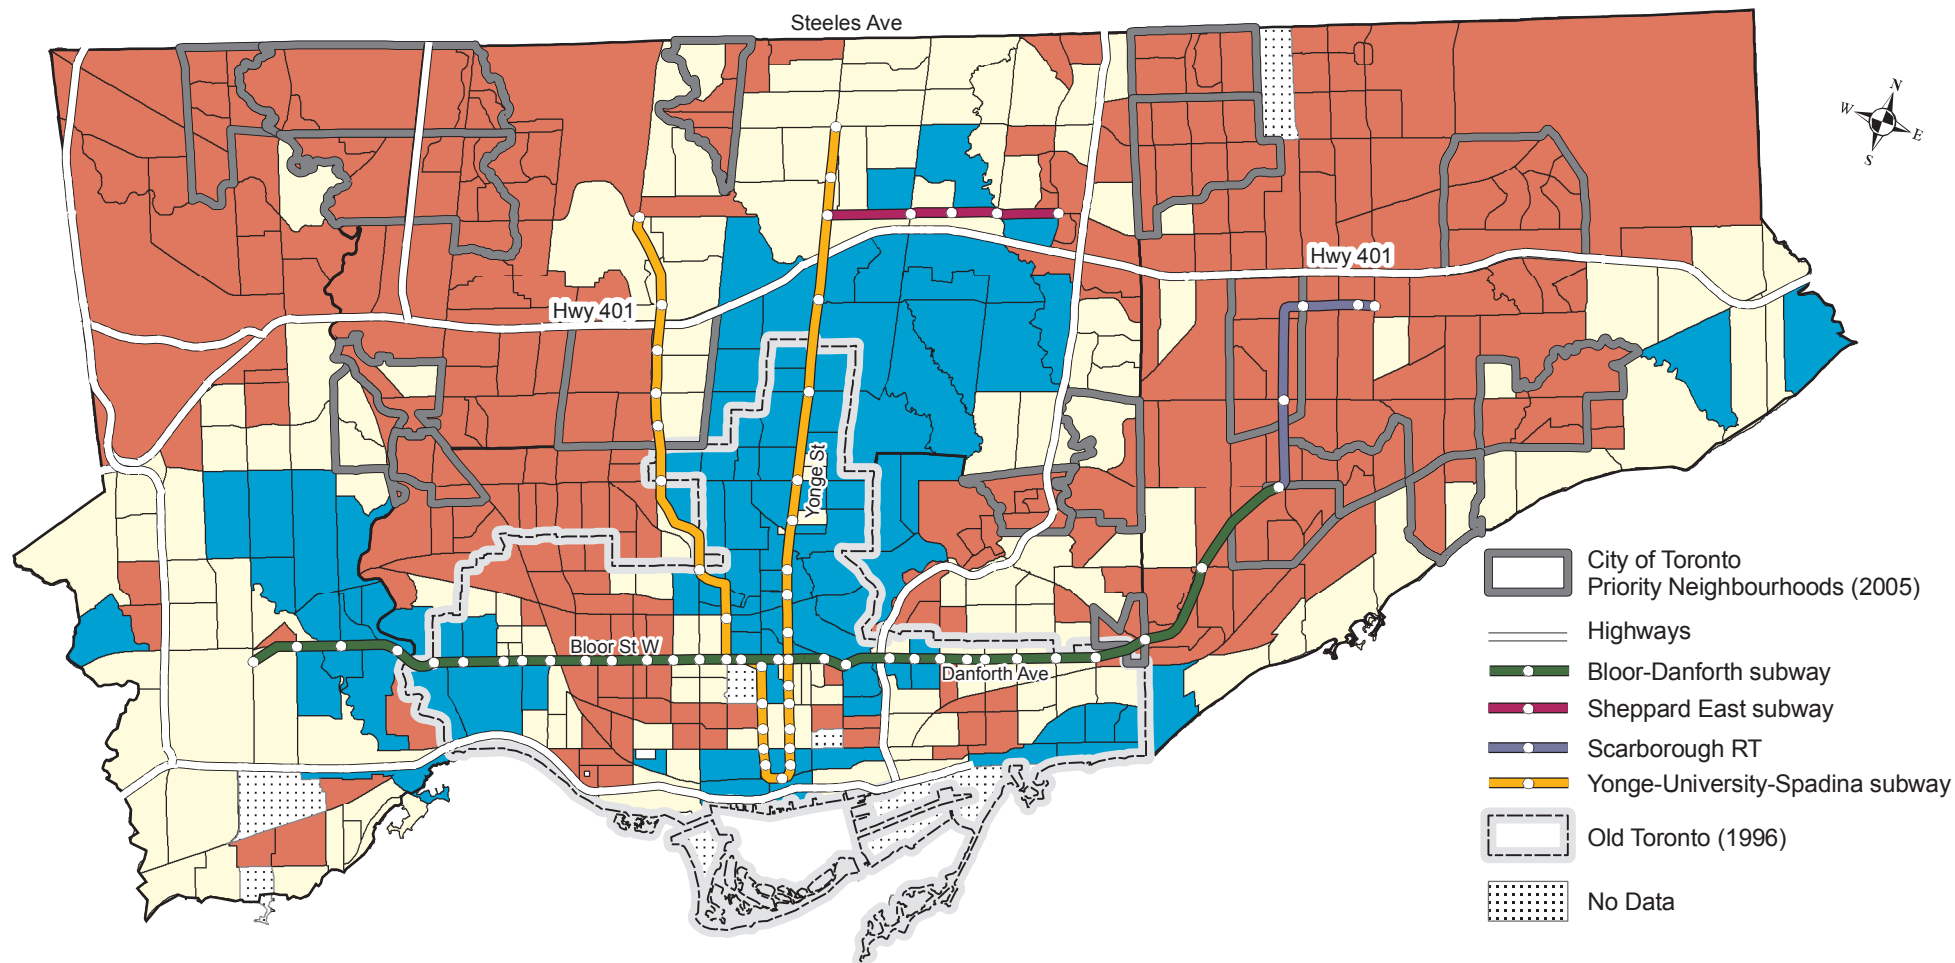 Steeles Ave
N
W
E
S
Hwy 401
Hwy 401
Yonge St
Bloor St W
Danforth Ave
City of Toronto
Priority Neighbourhoods (2005)
Highways
Bloor-Danforth subway
Sheppard East subway
Scarborough RT
Yonge-University-Spadina subway
Old Toronto (1996)
No Data